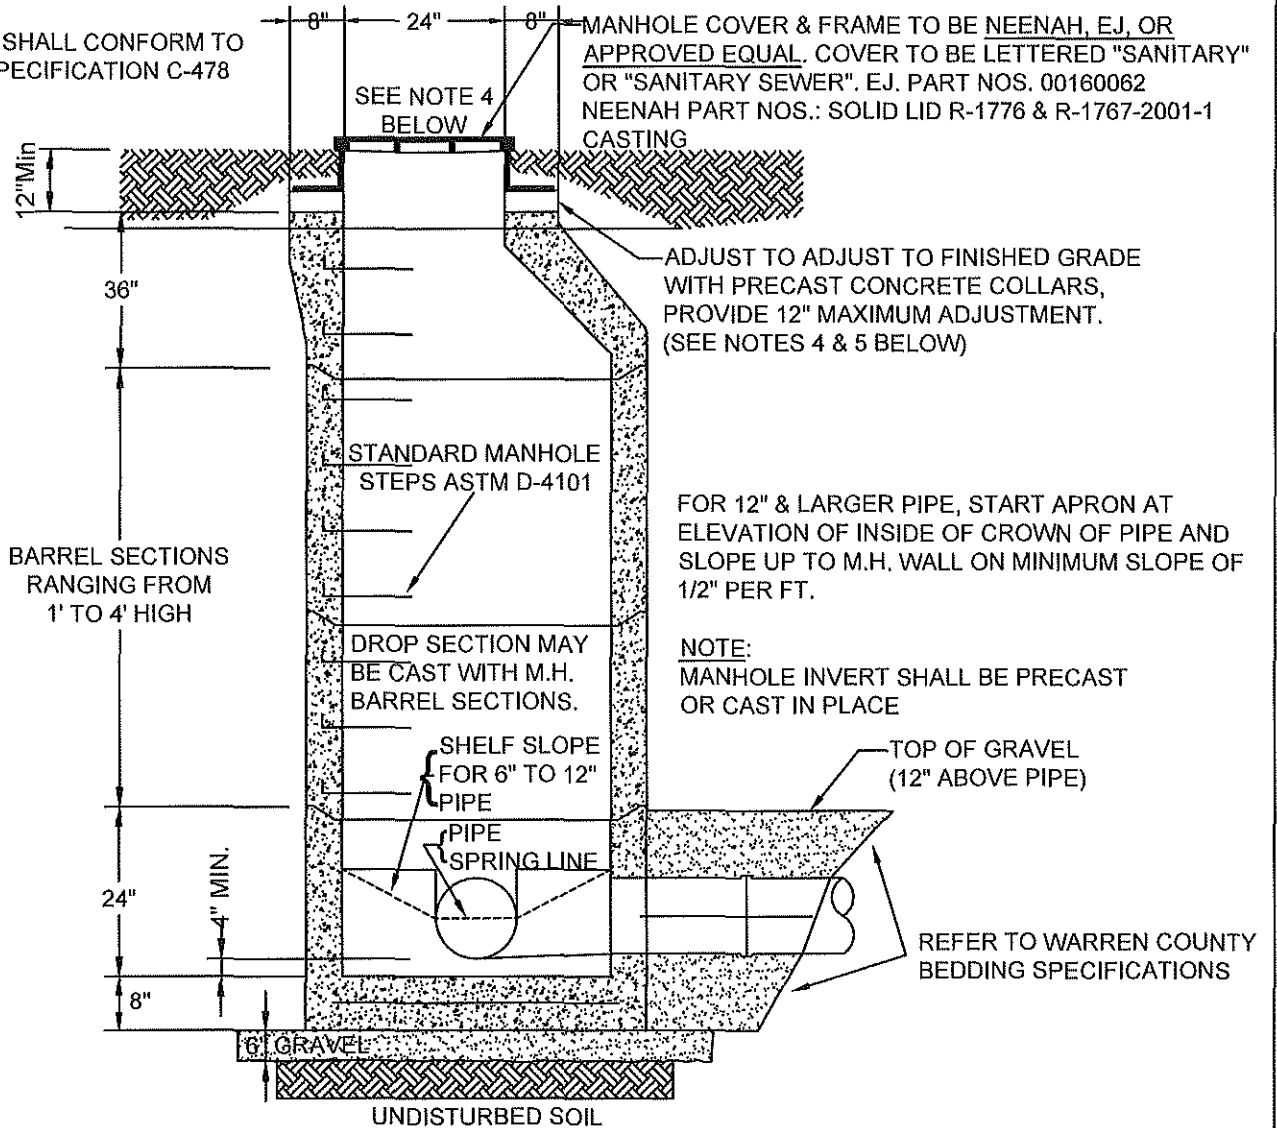 8" 24" 8"
SHALL CONFORM TO
PECIFICATION C-478
MANHOLE COVER & FRAME TO BE NEENAH, EJ, OR
APPROVED EQUAL. COVER TO BE LETTERED "SANITARY"
OR "SANITARY SEWER". EJ. PART NOS. 00160062
NEENAH PART NOS.: SOLID LID R-1776 & R-1767-2001-1
CASTING
SEE NOTE 4
BELOW
12"Min
36"
ADJUST TO ADJUST TO FINISHED GRADE
WITH PRECAST CONCRETE COLLARS,
PROVIDE 12" MAXIMUM ADJUSTMENT.
(SEE NOTES 4 & 5 BELOW)
STANDARD MANHOLE
STEPS ASTM D-4101
FOR 12" & LARGER PIPE, START APRON AT
ELEVATION OF INSIDE OF CROWN OF PIPE AND
SLOPE UP TO M.H. WALL ON MINIMUM SLOPE OF
1/2" PER FT.
BARREL SECTIONS
RANGING FROM
1' TO 4' HIGH
DROP SECTION MAY
BE CAST WITH M.H.
BARREL SECTIONS.
NOTE:
MANHOLE INVERT SHALL BE PRECAST
OR CAST IN PLACE
SHELF SLOPE
FOR 6" TO 12"
PIPE
TOP OF GRAVEL
(12" ABOVE PIPE)
PIPE
SPRING LINE
24"
4" MIN.
REFER TO WARREN COUNTY
BEDDING SPECIFICATIONS
8"
6" GRAVEL
UNDISTURBED SOIL